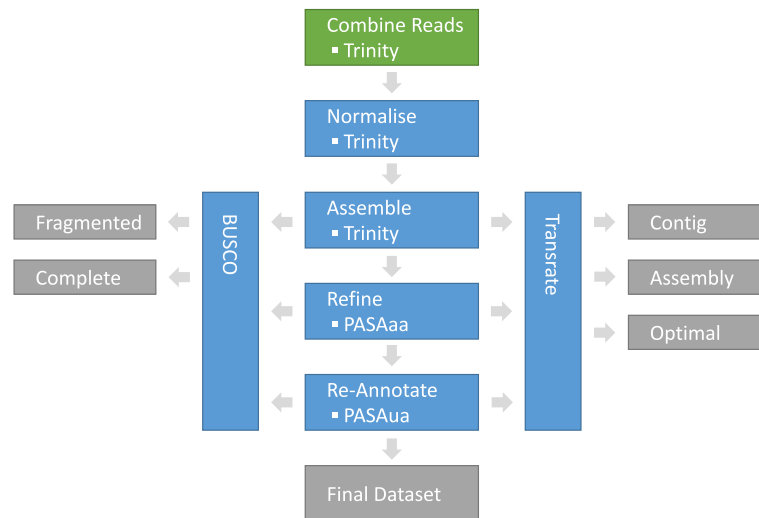 Combine Reads
▪ Trinity
Normalise
▪ Trinity
Assemble
▪ Trinity
Fragmented
Complete
BUSCO
Transrate
Contig
Assembly
Optimal
Refine
▪ PASAaa
Re-Annotate
▪ PASAua
Final Dataset